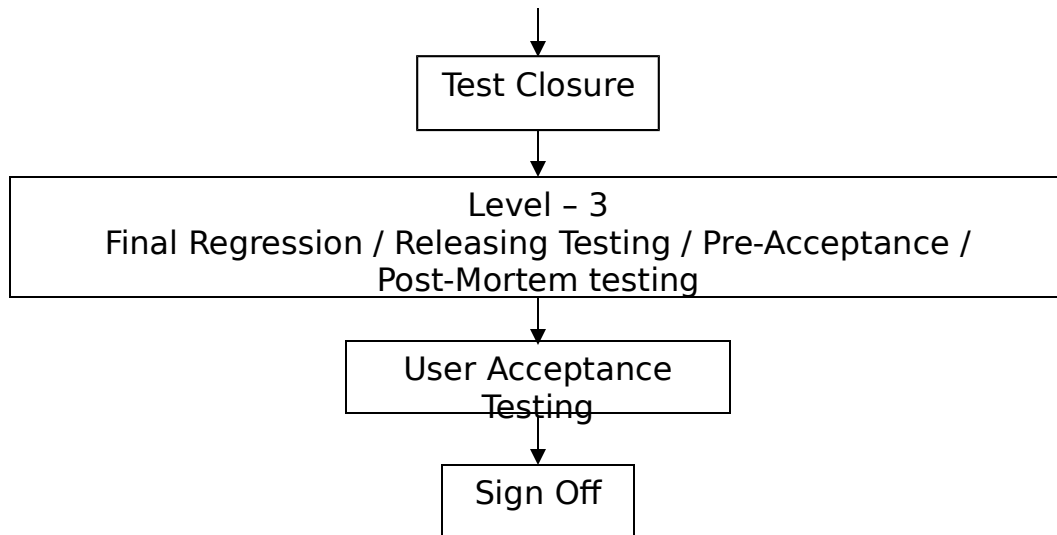 Test Closure
Level – 3
Final Regression / Releasing Testing / Pre-Acceptance /
Post-Mortem testing
User Acceptance
Testing
Sign Off